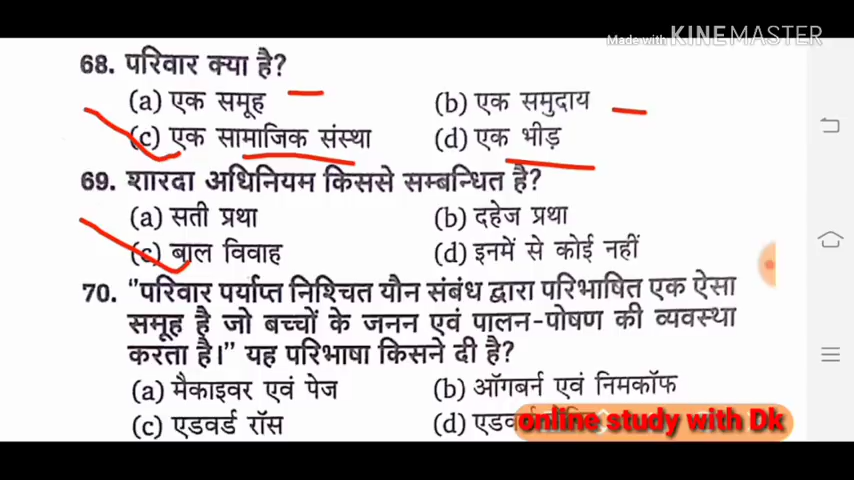 Made with KINEMASTER
68. परिवार क्या है?
(a) एक समूह (b) एक समुदाय
(c) एक सामाजिक संस्था (d) एक भीड़
69. शारदा अधिनियम किससे सम्बन्धित है?
(a) सती प्रथा (b) दहेज प्रथा
(c) बाल विवाह (d) इनमें से कोई नहीं
70. "परिवार पर्याप्त निश्चित यौन संबंध द्वारा परिभाषित एक ऐसा
समूह है जो बच्चों के जनन एवं पालन-पोषण की व्यवस्था
करता है।" यह परिभाषा किसने दी है?
(a) मैकाइवर एवं पेज (b) ऑगबर्न एवं निमकॉफ
(c) एडवर्ड रॉस (d)
online study with Dk